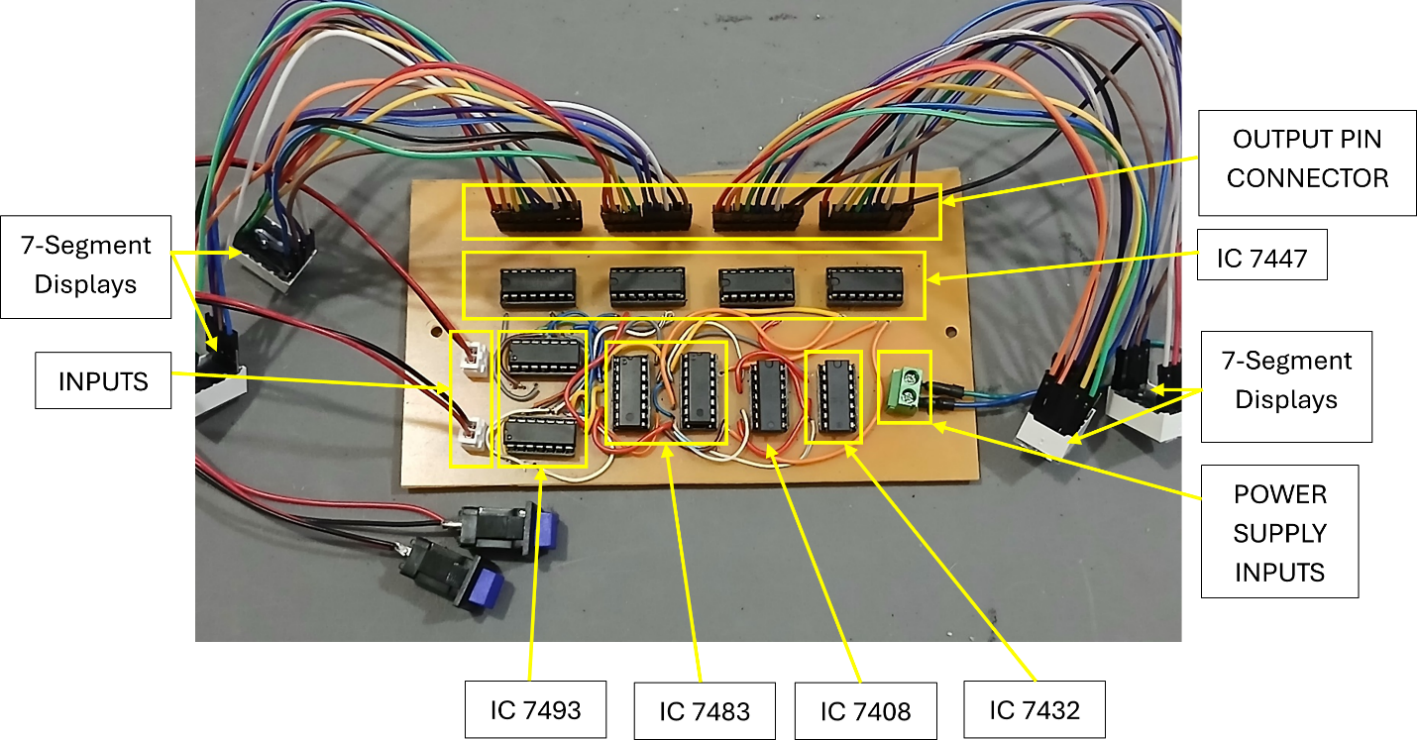 OUTPUT PIN
CONNECTOR
7-Segment
Displays
IC 7447
INPUTS
7-Segment
Displays
POWER
SUPPLY
INPUTS
IC 7493
IC 7483
IC 7408
IC 7432